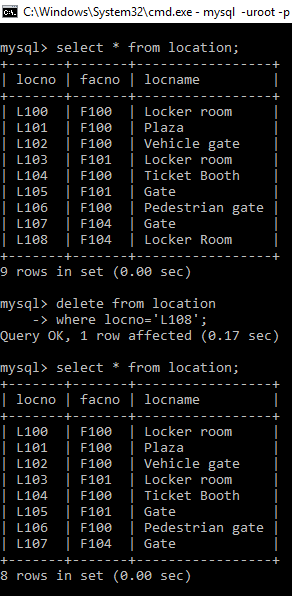 C:\Windows\System32\cmd.exe - mysql -uroot -p
mysql> select * from location;
+-------+-------+-----------------+
| locno | facno | locname         |
+-------+-------+-----------------+
| L100  | F100  | Locker room     |
| L101  | F100  | Plaza           |
| L102  | F100  | Vehicle gate    |
| L103  | F101  | Locker room     |
| L104  | F100  | Ticket Booth    |
| L105  | F101  | Gate            |
| L106  | F100  | Pedestrian gate |
| L107  | F104  | Gate            |
| L108  | F104  | Locker Room     |
+-------+-------+-----------------+
9 rows in set (0.00 sec)
mysql> delete from location
    -> where locno='L108';
Query OK, 1 row affected (0.17 sec)
mysql> select * from location;
+-------+-------+-----------------+
| locno | facno | locname         |
+-------+-------+-----------------+
| L100  | F100  | Locker room     |
| L101  | F100  | Plaza           |
| L102  | F100  | Vehicle gate    |
| L103  | F101  | Locker room     |
| L104  | F100  | Ticket Booth    |
| L105  | F101  | Gate            |
| L106  | F100  | Pedestrian gate |
| L107  | F104  | Gate            |
+-------+-------+-----------------+
8 rows in set (0.00 sec)